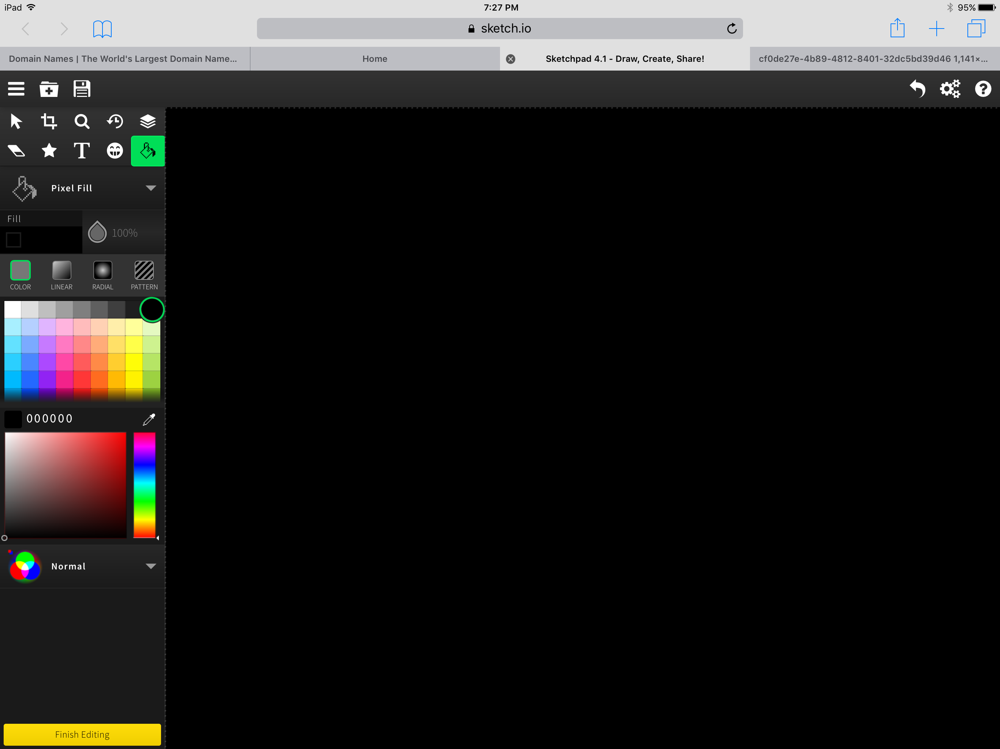 iPad 7:27 PM 95%
sketch.io
Domain Names | The World's Largest Domain Name... Home Sketchpad 4.1 - Draw, Create, Share! cf0de27e-4b89-4812-8401-32dc5bd39d46 1,141×...
T
Pixel Fill
Fill
100%
COLOR LINEAR RADIAL PATTERN
000000
Normal
Finish Editing